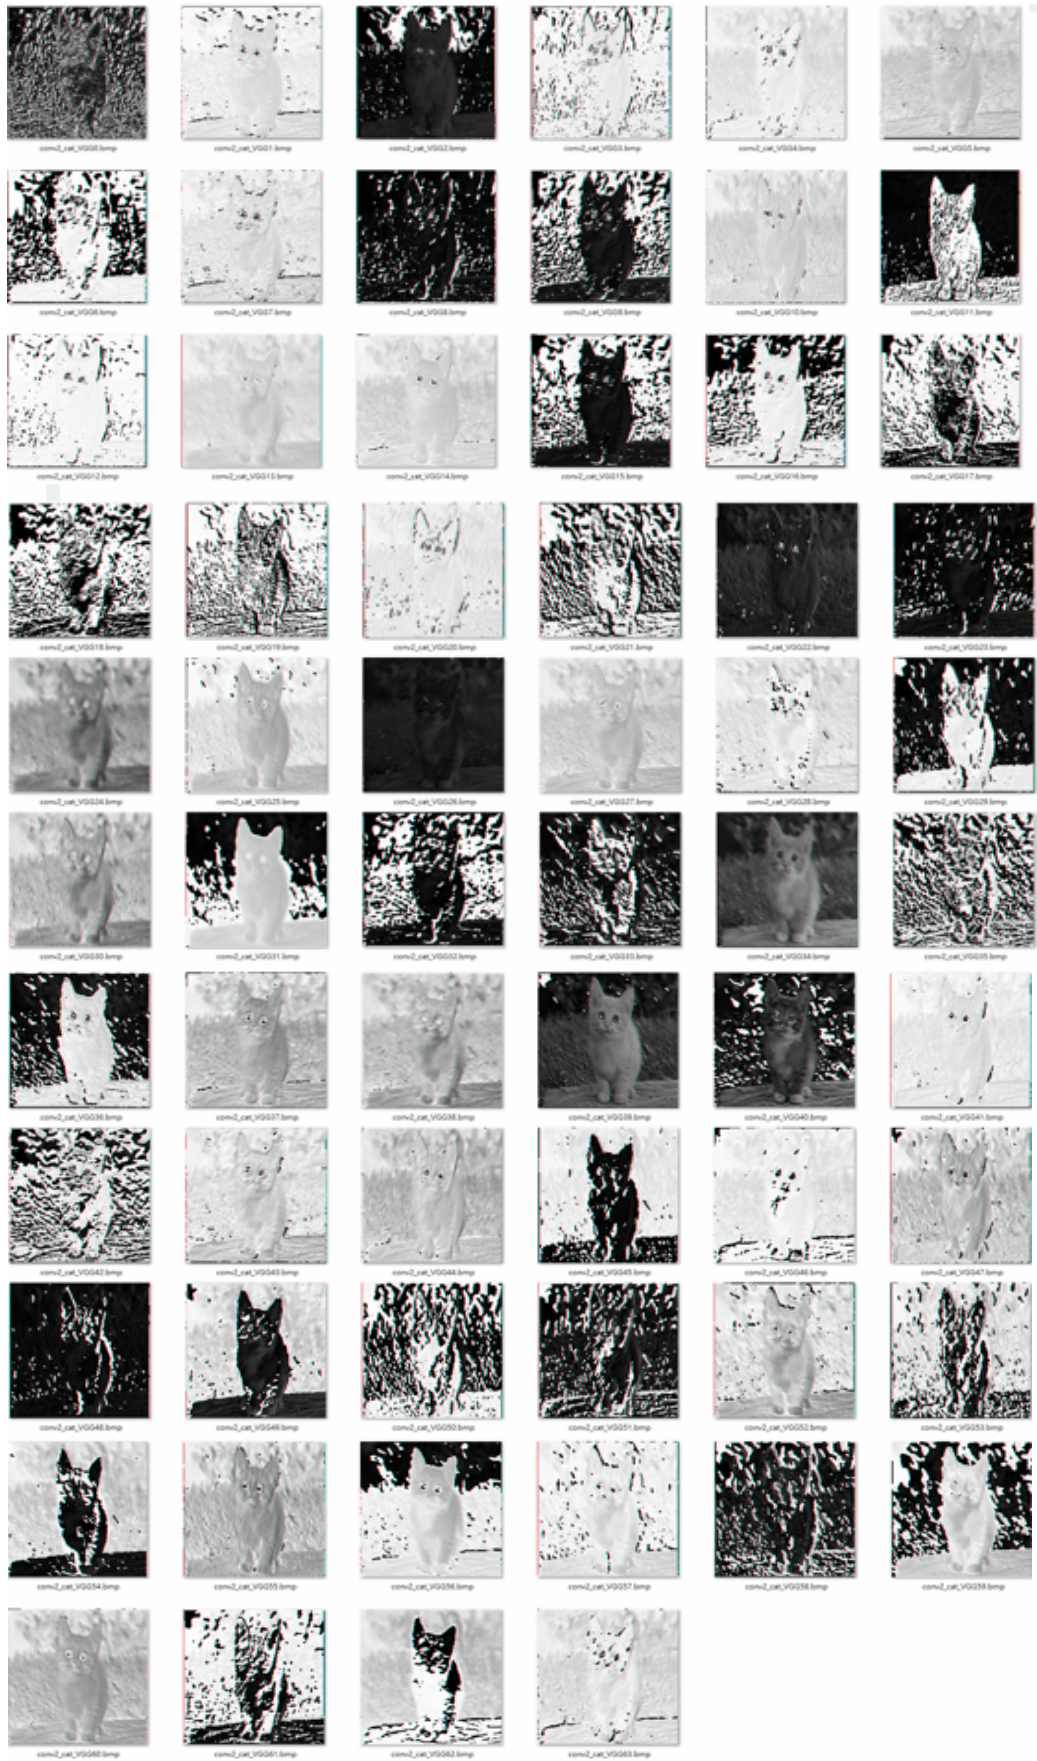 conv2_cat_VGG0.bmp
conv2_cat_VGG1.bmp
conv2_cat_VGG2.bmp
conv2_cat_VGG3.bmp
conv2_cat_VGG4.bmp
conv2_cat_VGG5.bmp
conv2_cat_VGG6.bmp
conv2_cat_VGG7.bmp
conv2_cat_VGG8.bmp
conv2_cat_VGG9.bmp
conv2_cat_VGG10.bmp
conv2_cat_VGG11.bmp
conv2_cat_VGG12.bmp
conv2_cat_VGG13.bmp
conv2_cat_VGG14.bmp
conv2_cat_VGG15.bmp
conv2_cat_VGG16.bmp
conv2_cat_VGG17.bmp
conv2_cat_VGG18.bmp
conv2_cat_VGG19.bmp
conv2_cat_VGG20.bmp
conv2_cat_VGG21.bmp
conv2_cat_VGG22.bmp
conv2_cat_VGG23.bmp
conv2_cat_VGG24.bmp
conv2_cat_VGG25.bmp
conv2_cat_VGG26.bmp
conv2_cat_VGG27.bmp
conv2_cat_VGG28.bmp
conv2_cat_VGG29.bmp
conv2_cat_VGG30.bmp
conv2_cat_VGG31.bmp
conv2_cat_VGG32.bmp
conv2_cat_VGG33.bmp
conv2_cat_VGG34.bmp
conv2_cat_VGG35.bmp
conv2_cat_VGG36.bmp
conv2_cat_VGG37.bmp
conv2_cat_VGG38.bmp
conv2_cat_VGG39.bmp
conv2_cat_VGG40.bmp
conv2_cat_VGG41.bmp
conv2_cat_VGG42.bmp
conv2_cat_VGG43.bmp
conv2_cat_VGG44.bmp
conv2_cat_VGG45.bmp
conv2_cat_VGG46.bmp
conv2_cat_VGG47.bmp
conv2_cat_VGG48.bmp
conv2_cat_VGG49.bmp
conv2_cat_VGG50.bmp
conv2_cat_VGG51.bmp
conv2_cat_VGG52.bmp
conv2_cat_VGG53.bmp
conv2_cat_VGG54.bmp
conv2_cat_VGG55.bmp
conv2_cat_VGG56.bmp
conv2_cat_VGG57.bmp
conv2_cat_VGG58.bmp
conv2_cat_VGG59.bmp
conv2_cat_VGG60.bmp
conv2_cat_VGG61.bmp
conv2_cat_VGG62.bmp
conv2_cat_VGG63.bmp